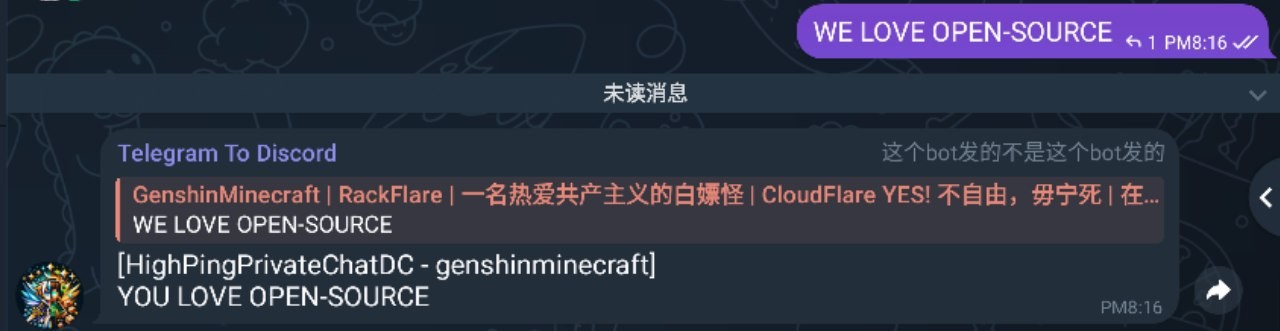 WE LOVE OPEN-SOURCE
1 PM8:16
未读消息
Telegram To Discord 这个bot发的不是这个bot发的
GenshinMinecraft | RackFlare | 一名热爱共产主义的白嫖怪 | CloudFlare YES! 不自由，毋宁死 | 在...
WE LOVE OPEN-SOURCE
[HighPingPrivateChatDC - genshinminecraft]
YOU LOVE OPEN-SOURCE
PM8:16